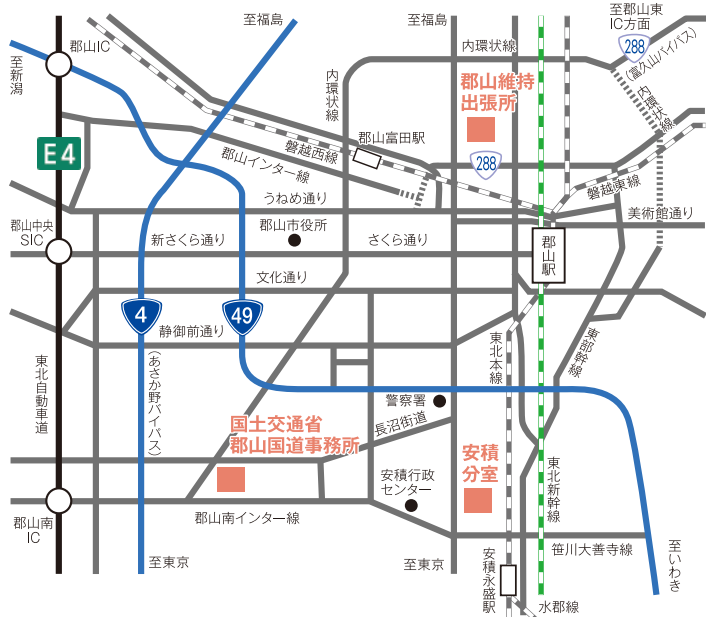 至福島
至福島
至郡山東
IC方面
288
(富久山バイパス)
郡山IC
至新潟
内環状線
内環状線
内環状線
郡山維持
出張所
E4
磐越西線
郡山富田駅
郡山インター線
288
磐越東線
うねめ通り
美術館通り
郡山中央
SIC
新さくら通り
郡山市役所
さくら通り
郡山駅
文化通り
4
49
静御前通り
東北本線
東部幹線
東北自動車道
(あさか野バイパス)
警察署
長沼街道
国土交通省
郡山国道事務所
安積行政
センター
安積
分室
東北新幹線
郡山南
IC
郡山南インター線
笹川大善寺線
至東京
至東京
安積永盛駅
水郡線
至いわき